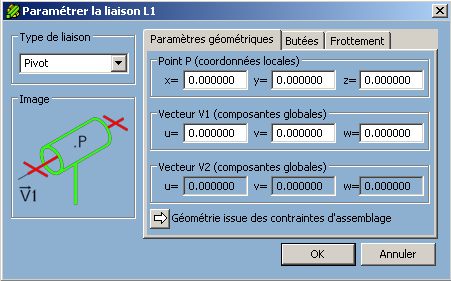 Paramétrer la liaison L1
Type de liaison
Pivot
Image
.P
V1
Paramètres géométriques
Butées
Frottement
Point P (coordonnées locales)
x= 0.000000 y= 0.000000 z= 0.000000
Vecteur V1 (composantes globales)
u= 0.000000 v= 0.000000 w= 0.000000
Vecteur V2 (composantes globales)
u= 0.000000 v= 0.000000 w= 0.000000
Géométrie issue des contraintes d'assemblage
OK
Annuler